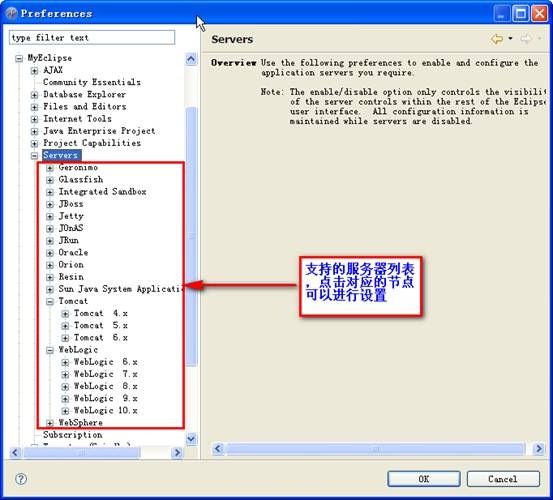 Preferences
type filter text
MyEclipse
AJAX
Community Essentials
Database Explorer
Files and Editors
Internet Tools
Java Enterprise Project
Project Capabilities
Servers
Geronimo
Glassfish
Integrated Sandbox
JBoss
Jetty
JOnAS
JRun
Oracle
Orion
Resin
Sun Java System Applicatio
Tomcat
Tomcat 4.x
Tomcat 5.x
Tomcat 6.x
WebLogic
WebLogic 6.x
WebLogic 7.x
WebLogic 8.x
WebLogic 9.x
WebLogic 10.x
WebSphere
Subscription
Servers
Overview Use the following preferences to enable and configure the
application servers you require.
Note: The enable/disable option only controls the visibilit
of the server controls within the rest of the Eclipse
user interface. All configuration information is
maintained while servers are disabled.
支持的服务器列表
,点击对应的节点
可以进行设置
OK
Cancel